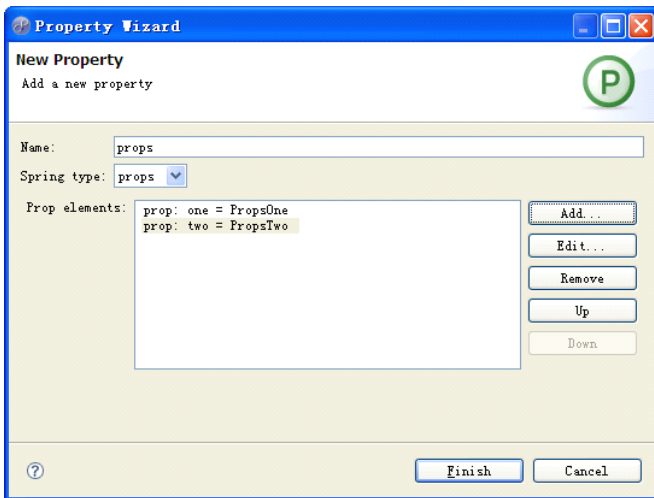 Property Wizard
New Property
Add a new property
P
Name: props
Spring type: props
Prop elements: prop: one = PropsOne
prop: two = PropsTwo
Add...
Edit...
Remove
Up
Down
?
Finish Cancel